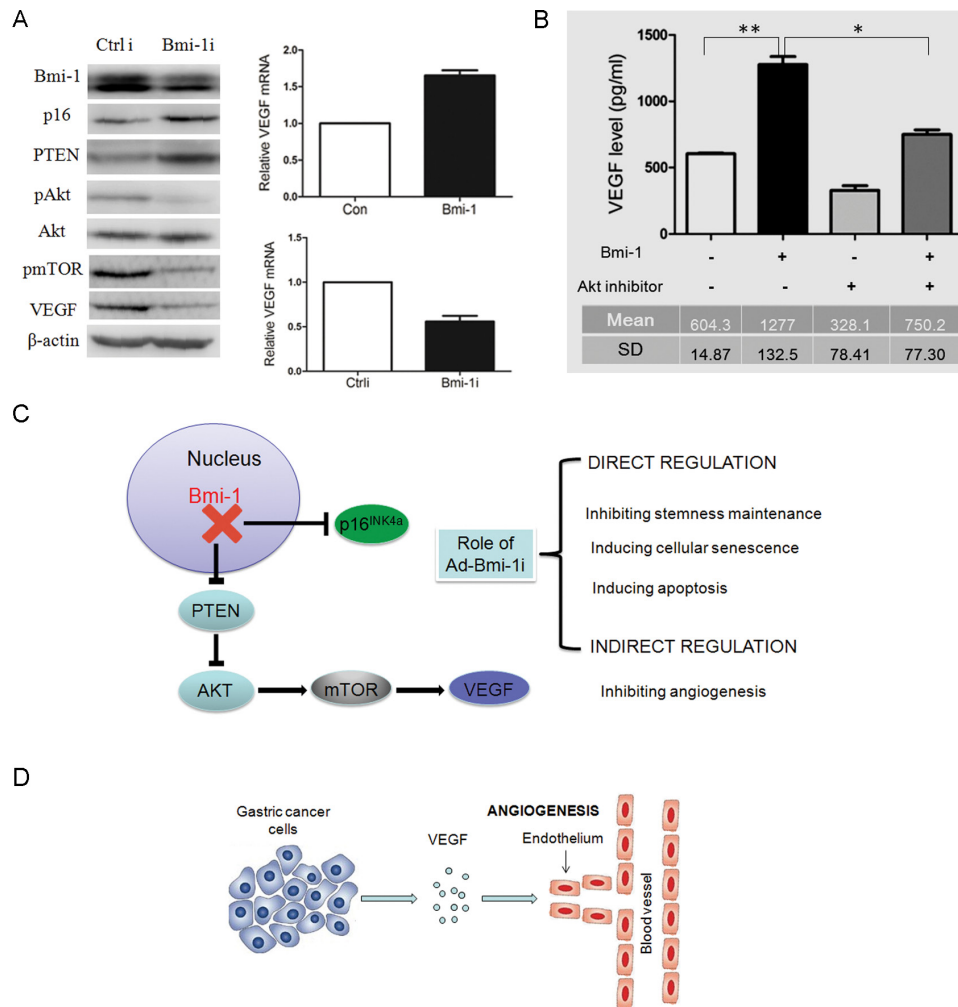 A
Ctrl i Bmi-1i
Bmi-1
p16
PTEN
pAkt
Akt
pmTOR
VEGF
β-actin
Relative VEGF mRNA
2.0
1.5
1.0
0.5
0.0
Con Bmi-1
Relative VEGF mRNA
1.5
1.0
0.5
0.0
Ctrli Bmi-1i
B
** *
VEGF level (pg/ml)
1500
1000
500
0
Bmi-1 - + - +
Akt inhibitor - - + +
Mean 604.3 1277 328.1 750.2
SD 14.87 132.5 78.41 77.30
C
Nucleus
Bmi-1
p16INK4a
PTEN
AKT mTOR VEGF
Role of
Ad-Bmi-1i
DIRECT REGULATION
Inhibiting stemness maintenance
Inducing cellular senescence
Inducing apoptosis
INDIRECT REGULATION
Inhibiting angiogenesis
D
Gastric cancer
cells
VEGF
ANGIOGENESIS
Endothelium
Blood vessel